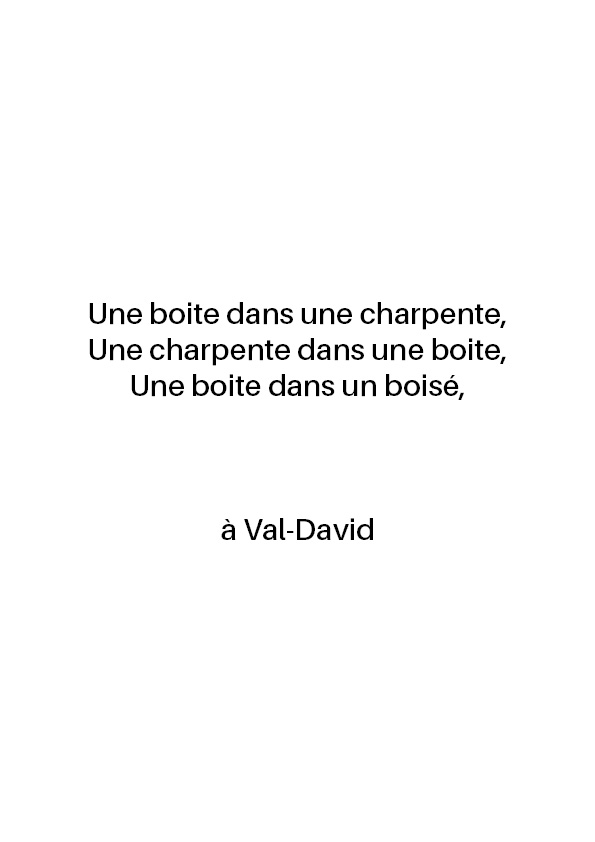 Une boite dans une charpente,
Une charpente dans une boite,
Une boite dans un boisé,
à Val-David